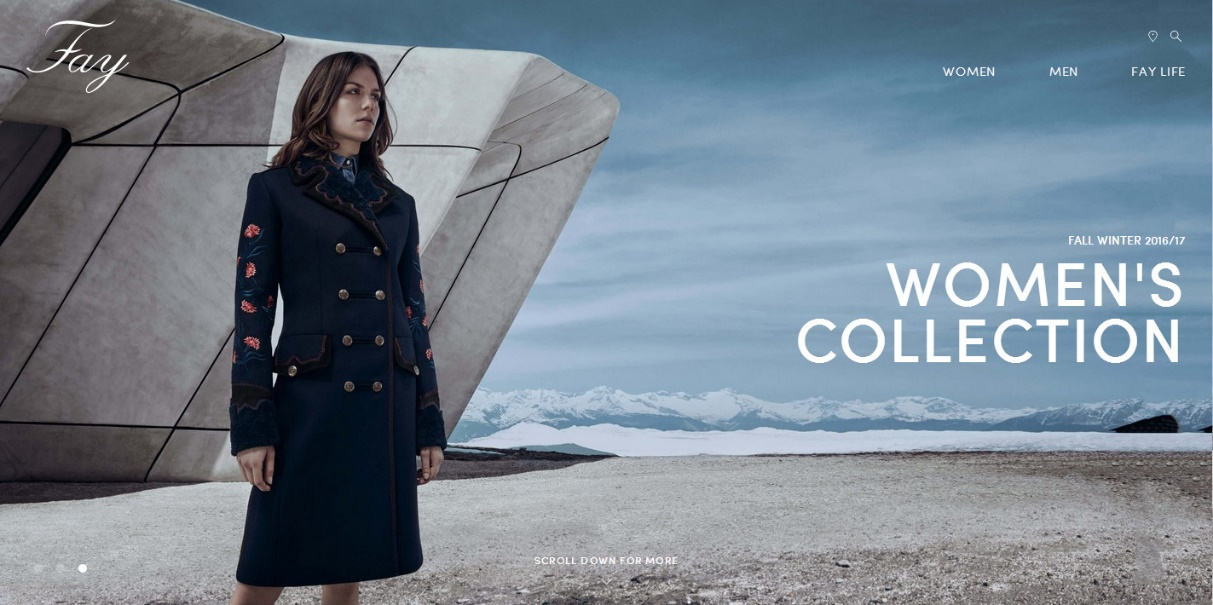 Fay
WOMEN MEN FAY LIFE
FALL WINTER 2016/17
WOMEN'S
COLLECTION
SCROLL DOWN FOR MORE